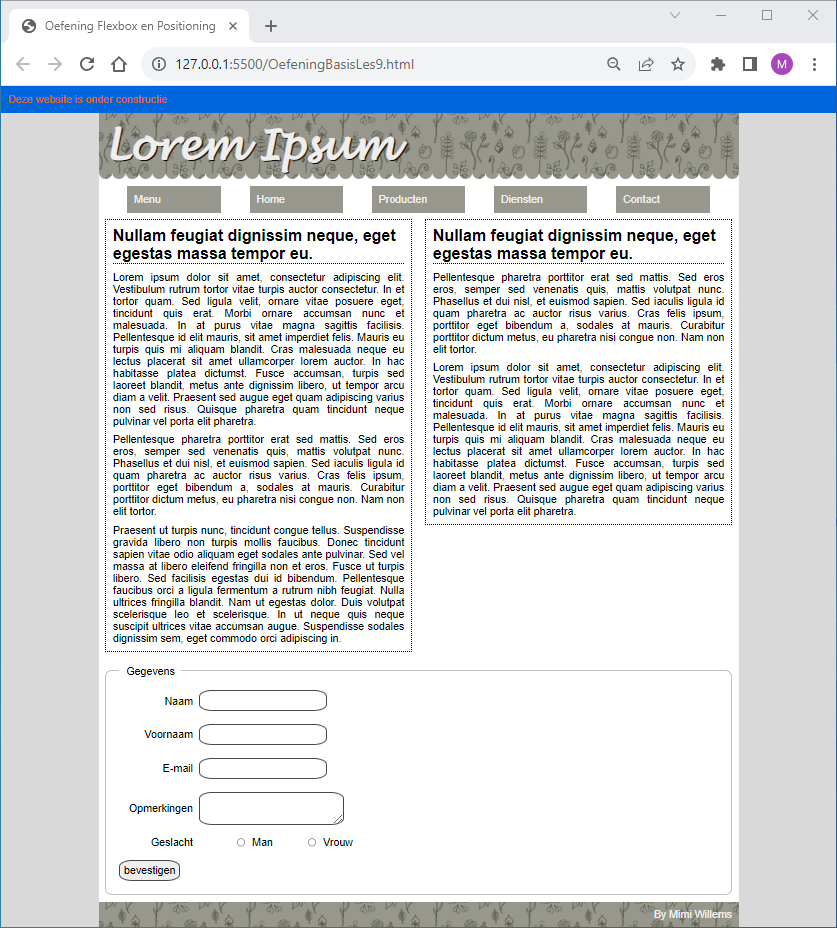 Oefening Flexbox en Positioning
127.0.0.1:5500/OefeningBasisLes9.html
M
Deze website is onder constructie
Lorem Ipsum
Menu
Home
Producten
Diensten
Contact
Nullam feugiat dignissim neque, eget
egestas massa tempor eu.
Lorem ipsum dolor sit amet, consectetur adipiscing elit.
Vestibulum rutrum tortor vitae turpis auctor consectetur. In et
tortor quam. Sed ligula velit, ornare vitae posuere eget,
tincidunt quis erat. Morbi ornare accumsan nunc et
malesuada. In at purus vitae magna sagittis facilisis.
Pellentesque id elit mauris, sit amet imperdiet felis. Mauris eu
turpis quis mi aliquam blandit. Cras malesuada neque eu
lectus placerat sit amet ullamcorper lorem auctor. In hac
habitasse platea dictumst. Fusce accumsan, turpis sed
laoreet blandit, metus ante dignissim libero, ut tempor arcu
diam a velit. Praesent sed augue eget quam adipiscing varius
non sed risus. Quisque pharetra quam tincidunt neque
pulvinar vel porta elit pharetra.
Pellentesque pharetra porttitor erat sed mattis. Sed eros
eros, semper sed venenatis quis, mattis volutpat nunc.
Phasellus et dui nisl, et euismod sapien. Sed iaculis ligula id
quam pharetra ac auctor risus varius. Cras felis ipsum,
porttitor eget bibendum a, sodales at mauris. Curabitur
porttitor dictum metus, eu pharetra nisi congue non. Nam non
elit tortor.
Praesent ut turpis nunc, tincidunt congue tellus. Suspendisse
gravida libero non turpis mollis faucibus. Donec tincidunt
sapien vitae odio aliquam eget sodales ante pulvinar. Sed vel
massa at libero eleifend fringilla non et eros. Fusce ut turpis
libero. Sed facilisis egestas dui id bibendum. Pellentesque
faucibus orci a ligula fermentum a rutrum nibh feugiat. Nulla
ultrices fringilla blandit. Nam ut egestas dolor. Duis volutpat
scelerisque leo et scelerisque. In ut neque quis neque
suscipit ultrices vitae accumsan augue. Suspendisse sodales
dignissim sem, eget commodo orci adipiscing in.
Nullam feugiat dignissim neque, eget
egestas massa tempor eu.
Pellentesque pharetra porttitor erat sed mattis. Sed eros
eros, semper sed venenatis quis, mattis volutpat nunc.
Phasellus et dui nisl, et euismod sapien. Sed iaculis ligula id
quam pharetra ac auctor risus varius. Cras felis ipsum,
porttitor eget bibendum a, sodales at mauris. Curabitur
porttitor dictum metus, eu pharetra nisi congue non. Nam non
elit tortor.
Lorem ipsum dolor sit amet, consectetur adipiscing elit.
Vestibulum rutrum tortor vitae turpis auctor consectetur. In et
tortor quam. Sed ligula velit, ornare vitae posuere eget,
tincidunt quis erat. Morbi ornare accumsan nunc et
malesuada. In at purus vitae magna sagittis facilisis.
Pellentesque id elit mauris, sit amet imperdiet felis. Mauris eu
turpis quis mi aliquam blandit. Cras malesuada neque eu
lectus placerat sit amet ullamcorper lorem auctor. In hac
habitasse platea dictumst. Fusce accumsan, turpis sed
laoreet blandit, metus ante dignissim libero, ut tempor arcu
diam a velit. Praesent sed augue eget quam adipiscing varius
non sed risus. Quisque pharetra quam tincidunt neque
pulvinar vel porta elit pharetra.
Gegevens
Naam
Voornaam
E-mail
Opmerkingen
Geslacht
Man
Vrouw
bevestigen
By Mimi Willems